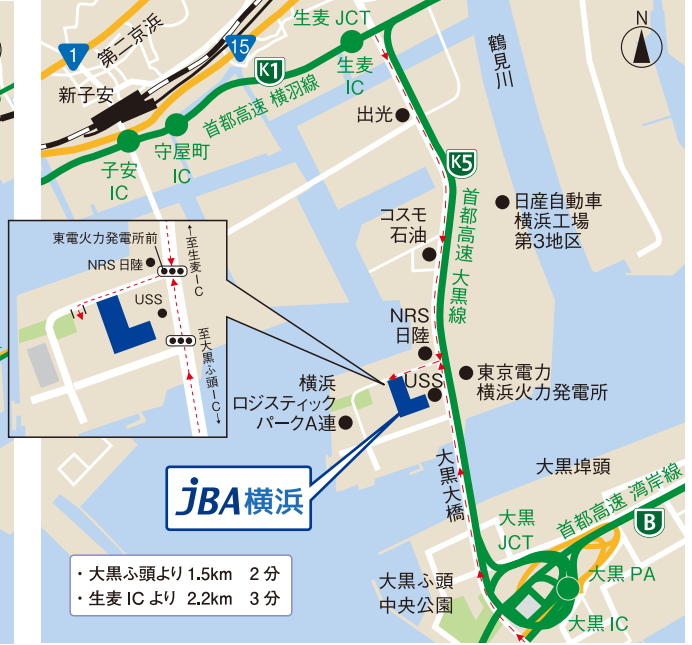 N
生麦 JCT
鶴見川
1
第二京浜
15
生麦
IC
K1
首都高速 横羽線
新子安
出光
守屋町
IC
子安
IC
K5
首都高速 大黒線
日産自動車
横浜工場
第3地区
コスモ
石油
東電火力発電所前
NRS 日陸
USS
←至生麦IC
至大黒ふ頭IC→
NRS
日陸
USS
東京電力
横浜火力発電所
横浜
ロジスティック
パークA連
大黒大橋
大黒埠頭
JBA横浜
首都高速 湾岸線
B
大黒
JCT
大黒 PA
大黒 IC
大黒ふ頭
中央公園
・大黒ふ頭より 1.5km 2 分
・生麦 IC より 2.2km 3 分